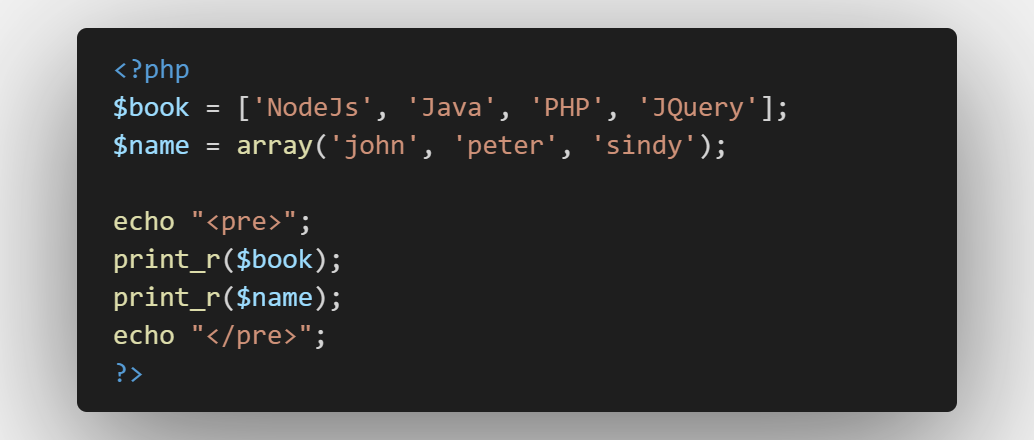 <?php
$book = ['NodeJs', 'Java', 'PHP', 'JQuery'];
$name = array('john', 'peter', 'sindy');
echo "<pre>";
print_r($book);
print_r($name);
echo "</pre>";
?>